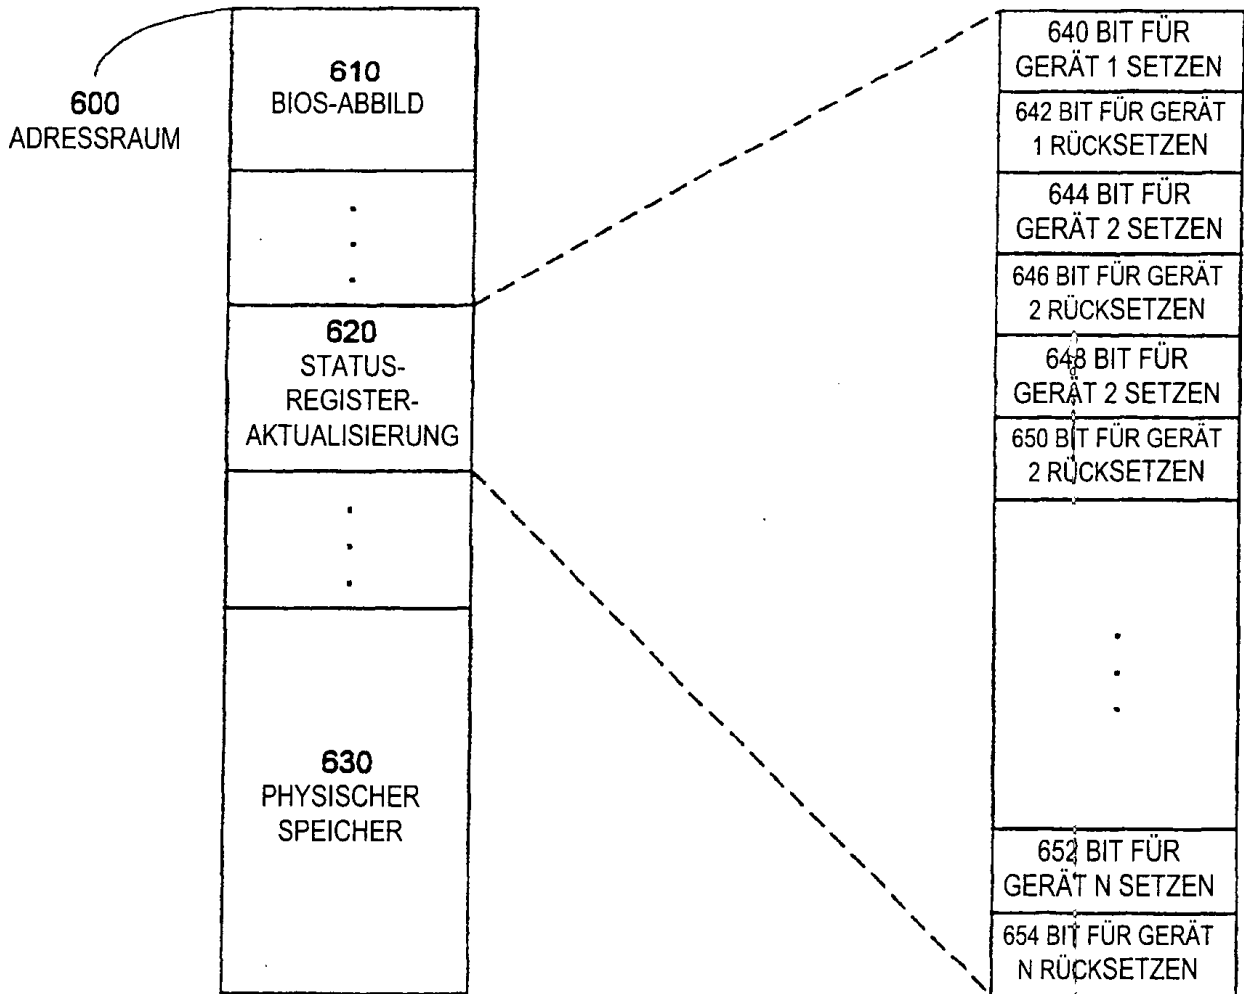 600
ADRESSRAUM
610
BIOS-ABBILD
620
STATUS-
REGISTER-
AKTUALISIERUNG
630
PHYSISCHER
SPEICHER
640 BIT FÜR
GERÄT 1 SETZEN
642 BIT FÜR GERÄT
1 RÜCKSETZEN
644 BIT FÜR
GERÄT 2 SETZEN
646 BIT FÜR GERÄT
2 RÜCKSETZEN
648 BIT FÜR
GERÄT 2 SETZEN
650 BIT FÜR GERÄT
2 RÜCKSETZEN
652 BIT FÜR
GERÄT N SETZEN
654 BIT FÜR GERÄT
N RÜCKSETZEN